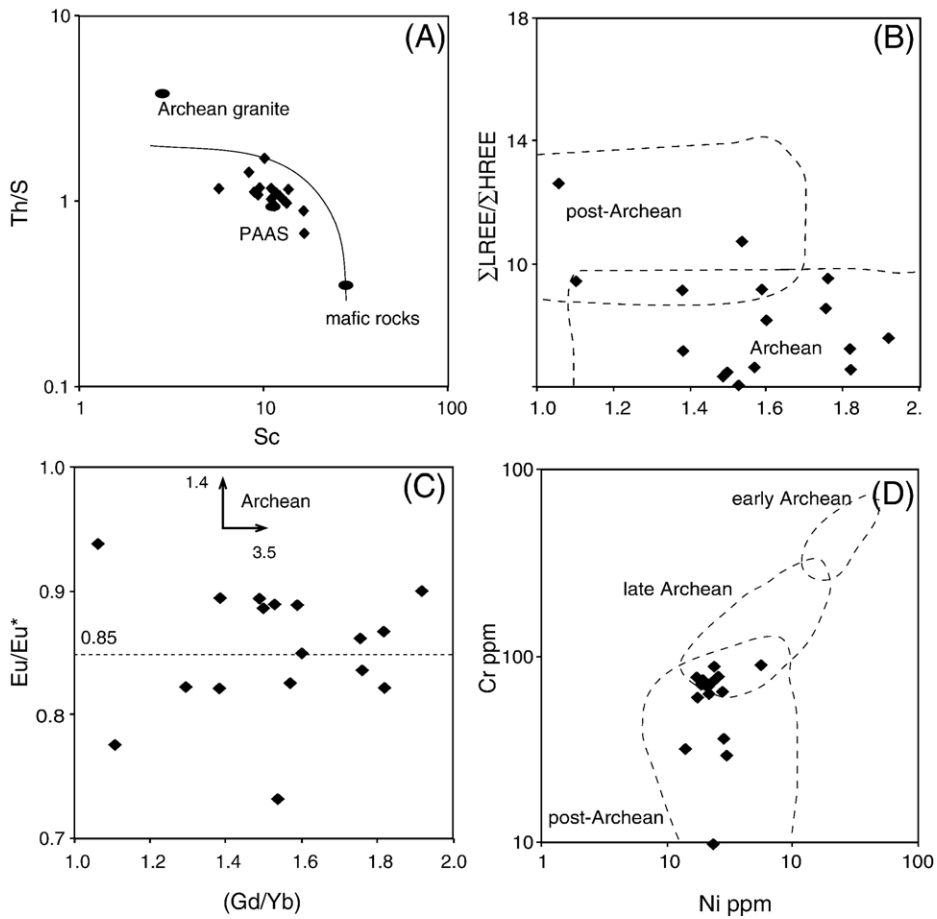 10
(A)
Archean granite
Th/S
1
PAAS
mafic rocks
0.1
1
10
100
Sc
18
(B)
14
post-Archean
ΣLREE/ΣHREE
10
Archean
1.0
1.2
1.4
1.6
1.8
2.
1.0
(C)
1.4
Archean
3.5
0.9
Eu/Eu*
0.85
0.8
0.7
1.0
1.2
1.4
1.6
1.8
2.0
(Gd/Yb)
100
(D)
early Archean
late Archean
Cr ppm
100
post-Archean
10
1
10
10
100
Ni ppm